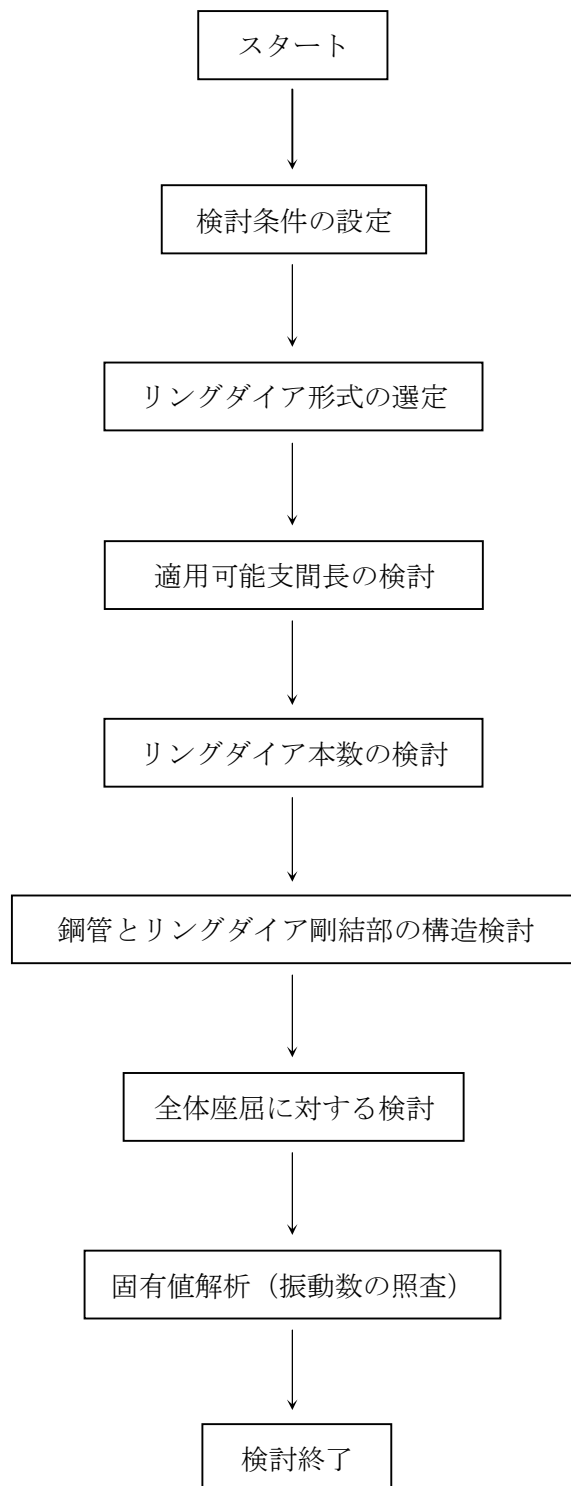 スタート
検討条件の設定
リングダイア形式の選定
適用可能支間長の検討
リングダイア本数の検討
鋼管とリングダイア剛結部の構造検討
全体座屈に対する検討
固有値解析（振動数の照査）
検討終了